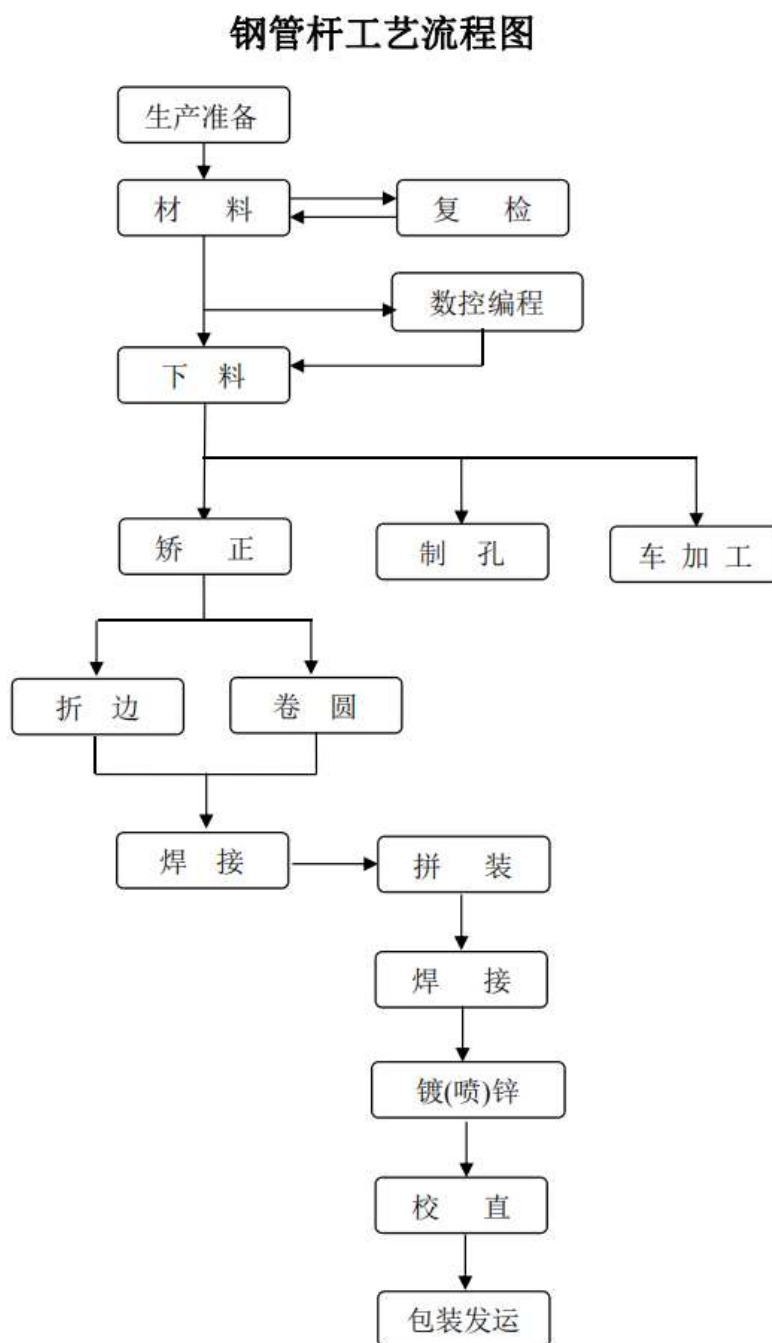 钢管杆工艺流程图
生产准备
材 料
复 检
数控编程
下 料
矫 正
制 孔
车 加 工
折 边
卷 圆
焊 接
拼 装
焊 接
镀(喷)锌
校 直
包装发运